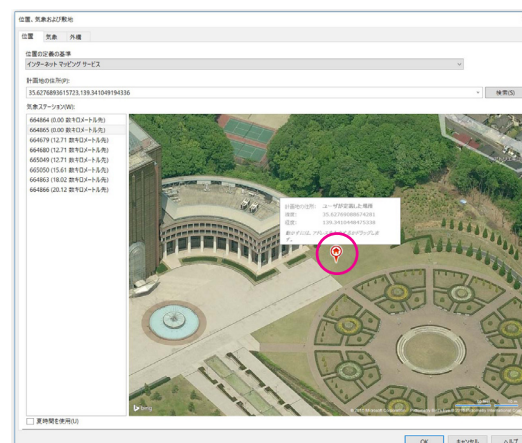 位置、気象および敷地
位置 気象 外構
位置の定義の基準
インターネット マッピング サービス
計画地の住所(P):
35.6276893615723,139.341049194336
検索(S)
気象ステーション(W):
664864 (0.00 数キロメートル先)
664865 (0.00 数キロメートル先)
664679 (12.71 数キロメートル先)
664680 (12.71 数キロメートル先)
665049 (12.71 数キロメートル先)
665050 (15.61 数キロメートル先)
664863 (18.02 数キロメートル先)
664866 (20.12 数キロメートル先)
計画地の住所: ユーザが定義した場所
緯度:
経度:
bing
夏時間を使用(U)
OK キャンセル ヘルプ